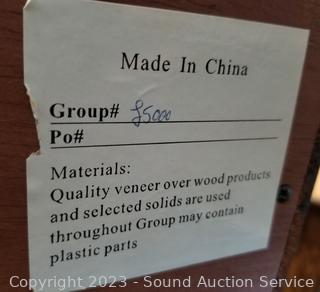 Made In China
Group# 85000
Po#
Materials:
Quality veneer over wood products
and selected solids are used
throughout Group may contain
plastic parts
Copyright 2023 - Sound Auction Service